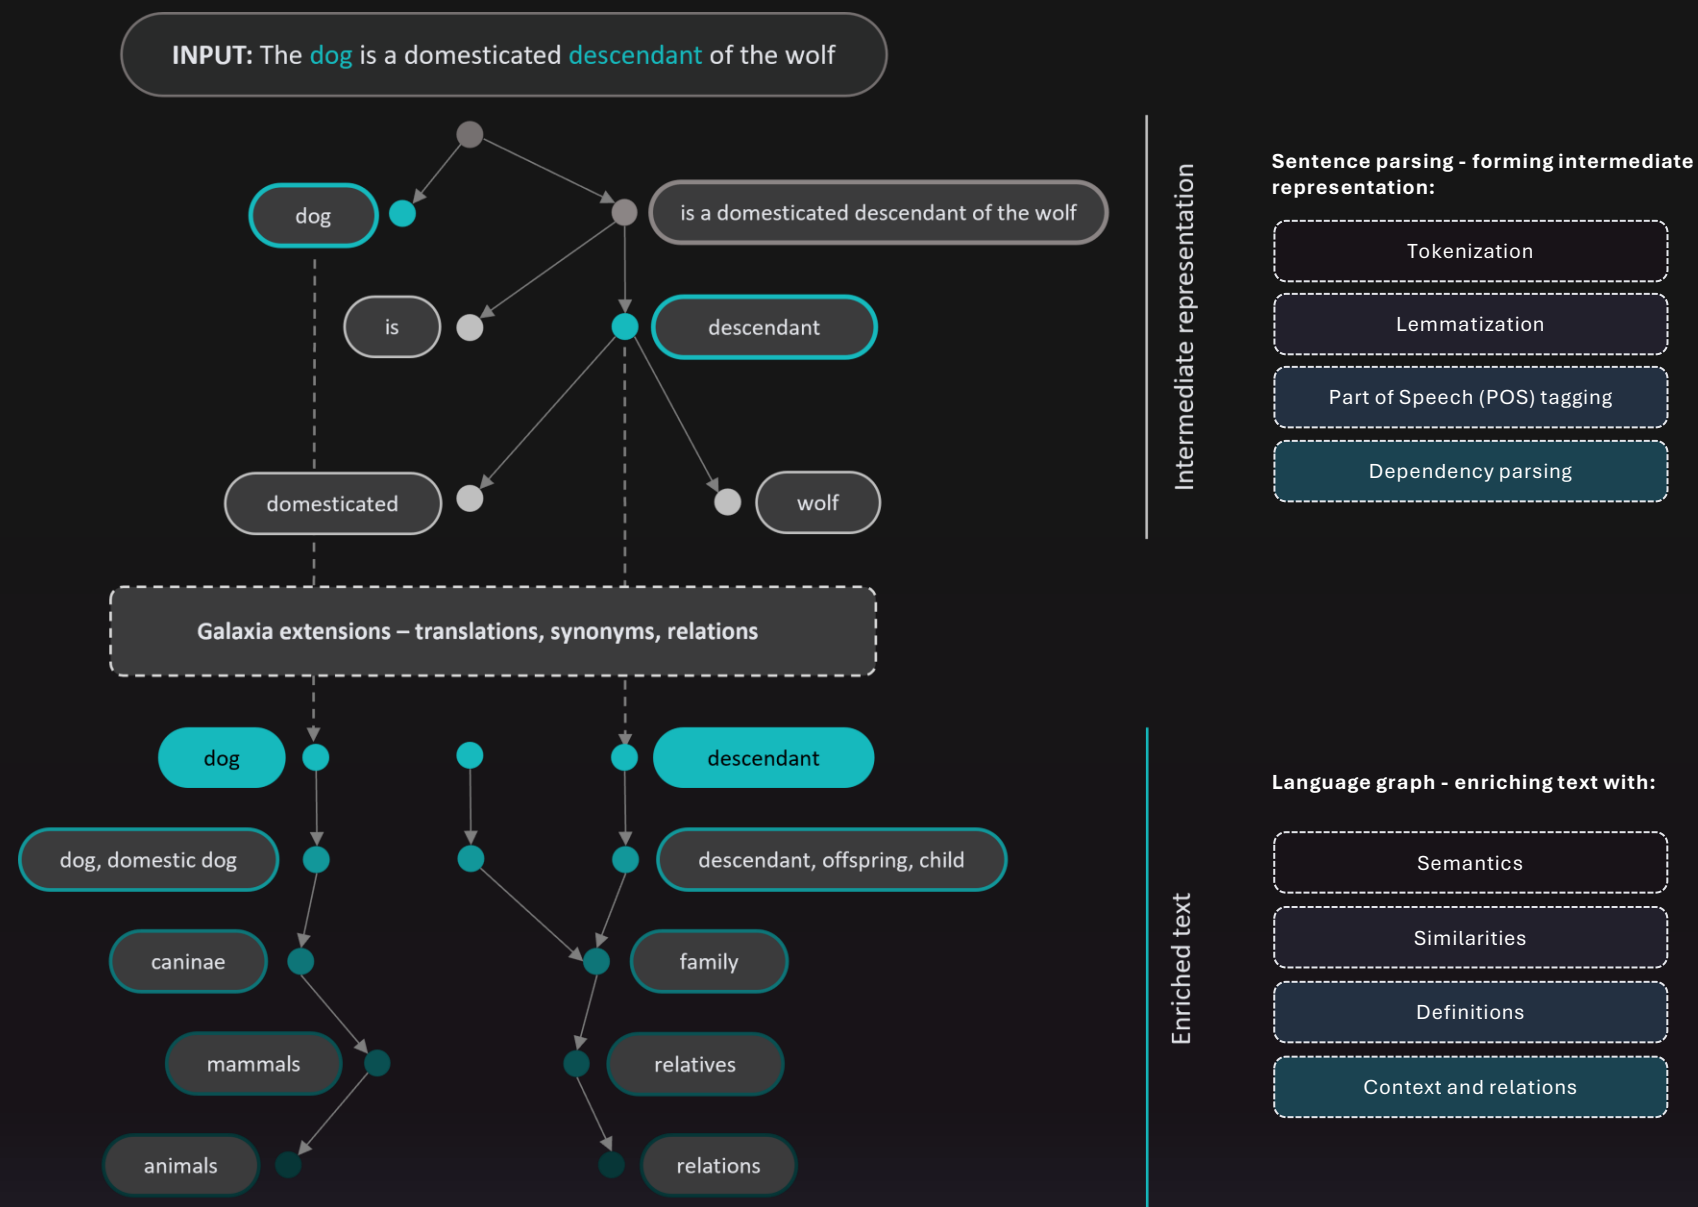 INPUT: The dog is a domesticated descendant of the wolf
dog
is a domesticated descendant of the wolf
is
descendant
domesticated
wolf
Intermediate representation
Sentence parsing - forming intermediate
representation:
Tokenization
Lemmatization
Part of Speech (POS) tagging
Dependency parsing
Galaxia extensions – translations, synonyms, relations
dog
descendant
dog, domestic dog
descendant, offspring, child
caninae
family
mammals
relatives
animals
relations
Enriched text
Language graph - enriching text with:
Semantics
Similarities
Definitions
Context and relations